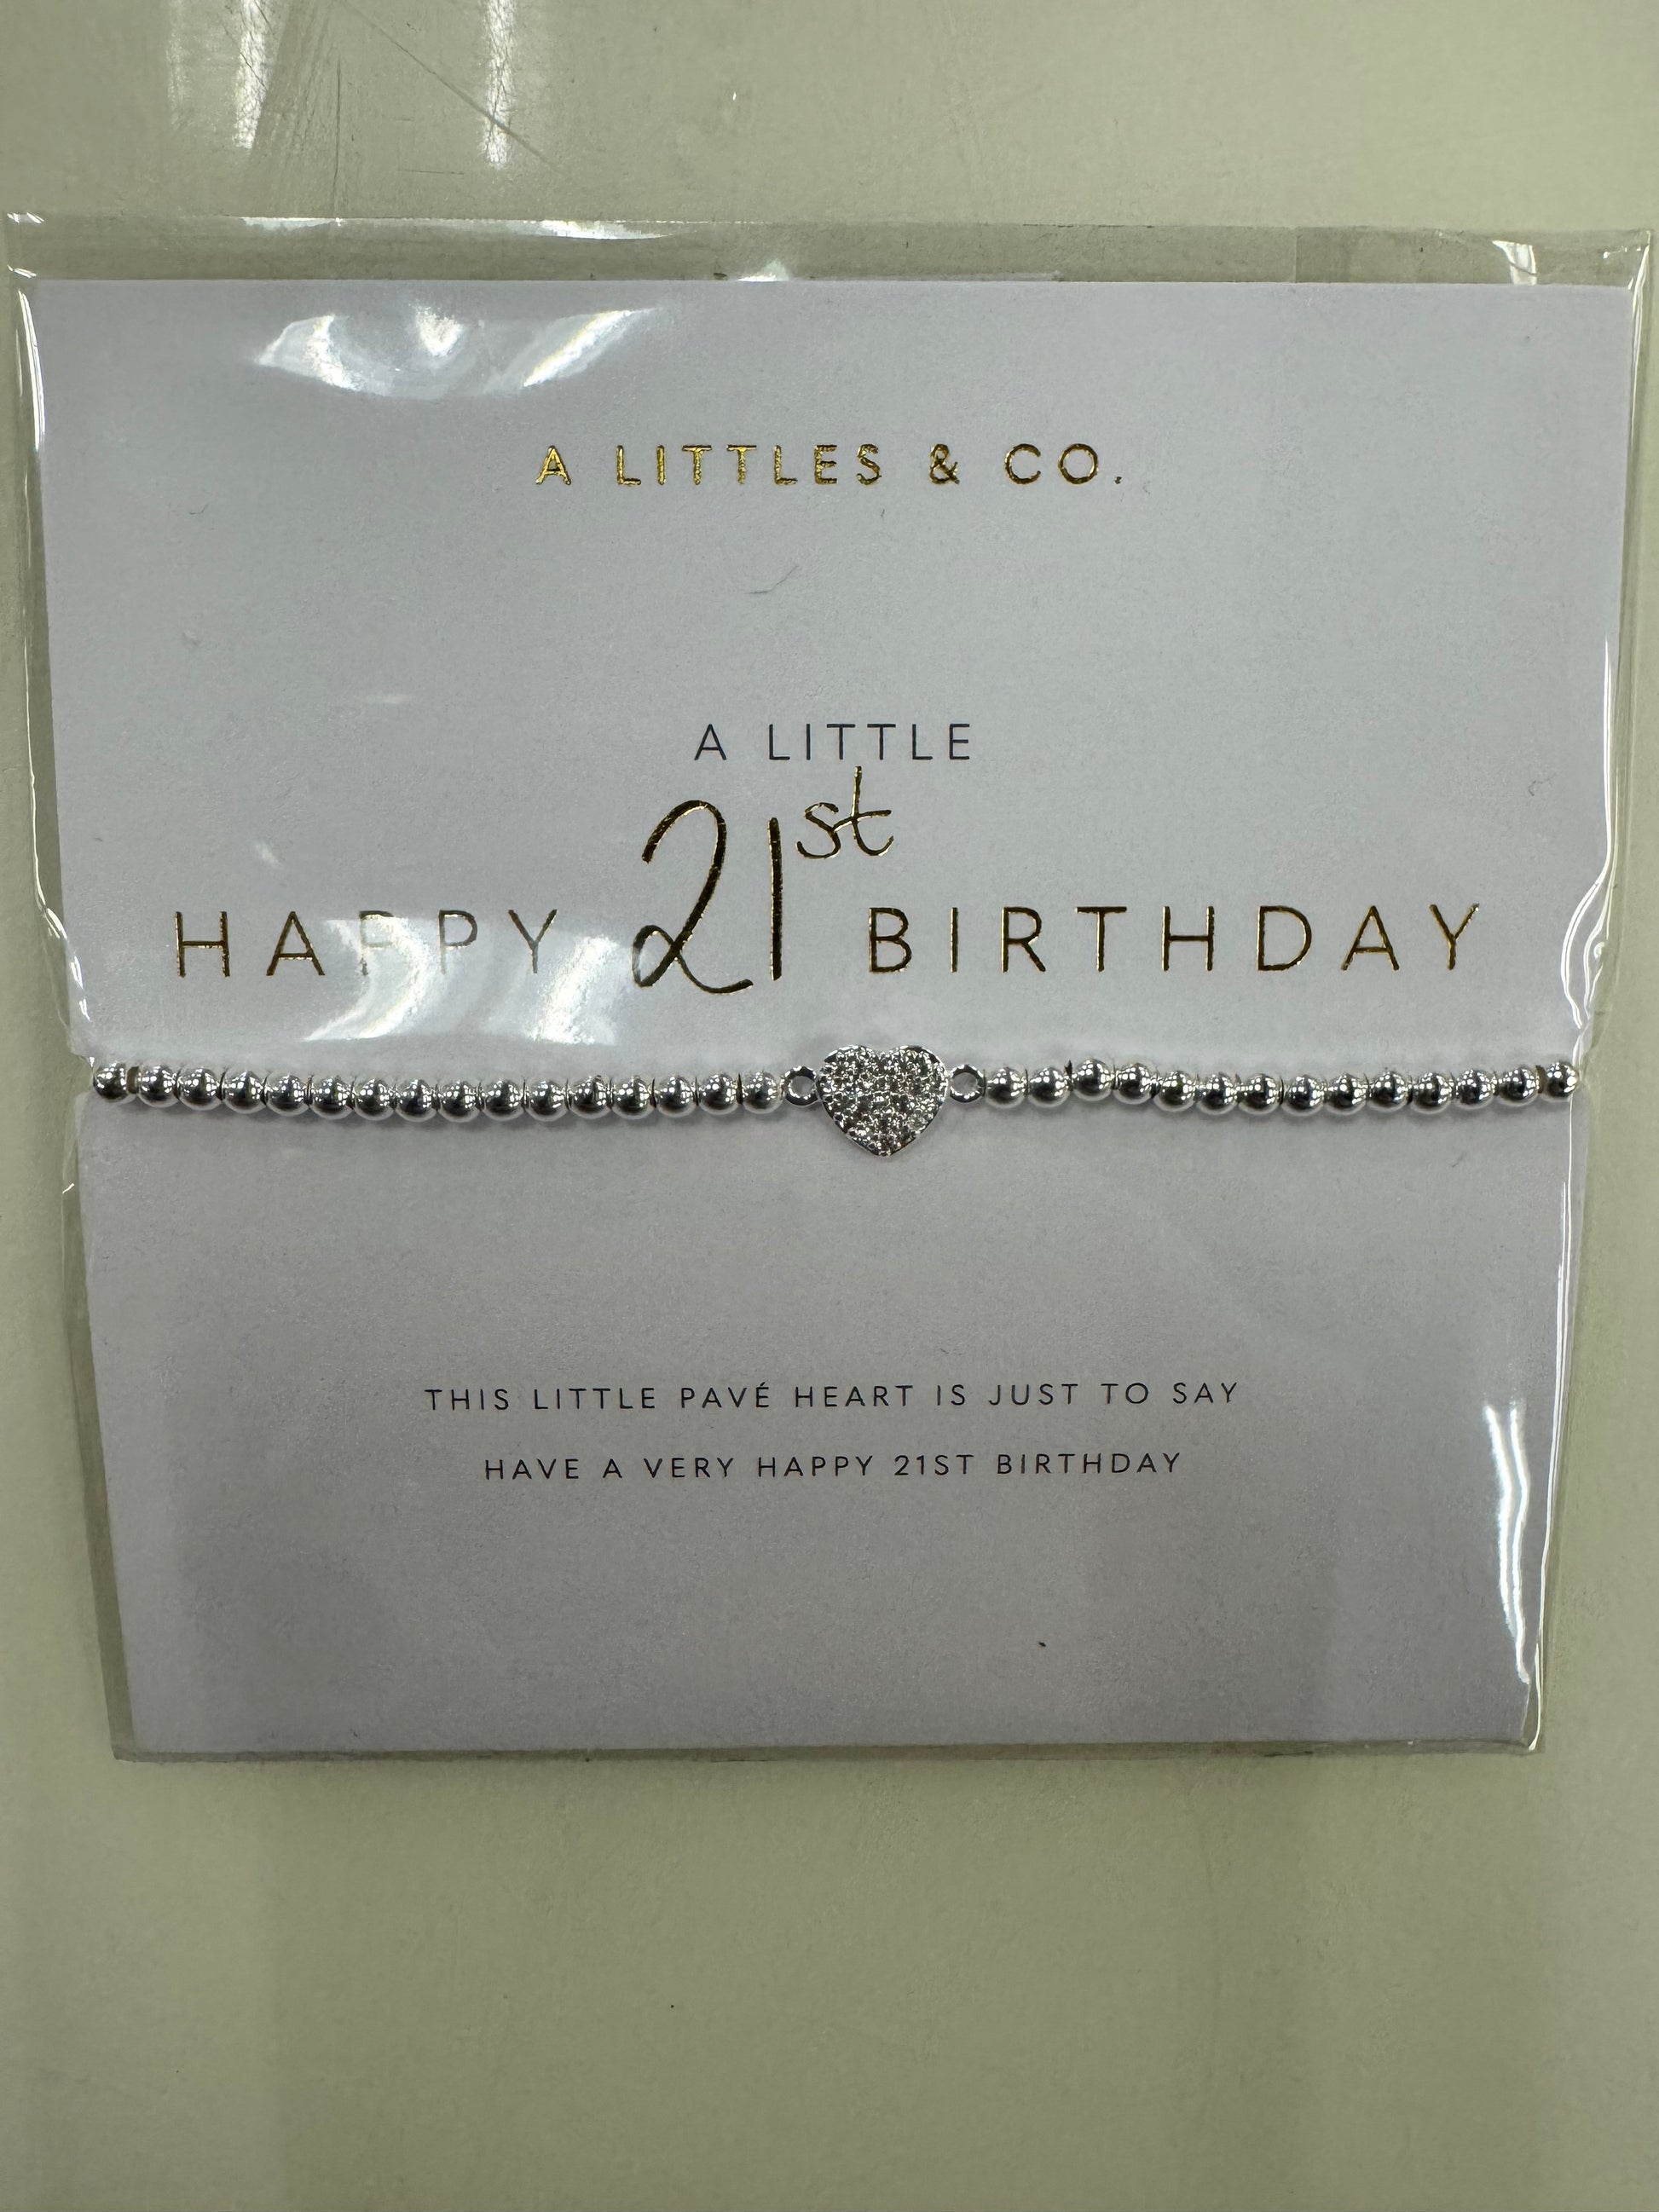 A LITTLES & CO.
A LITTLE
HAPPY 21st BIRTHDAY
THIS LITTLE PAVÉ HEART IS JUST TO SAY
HAVE A VERY HAPPY 21ST BIRTHDAY